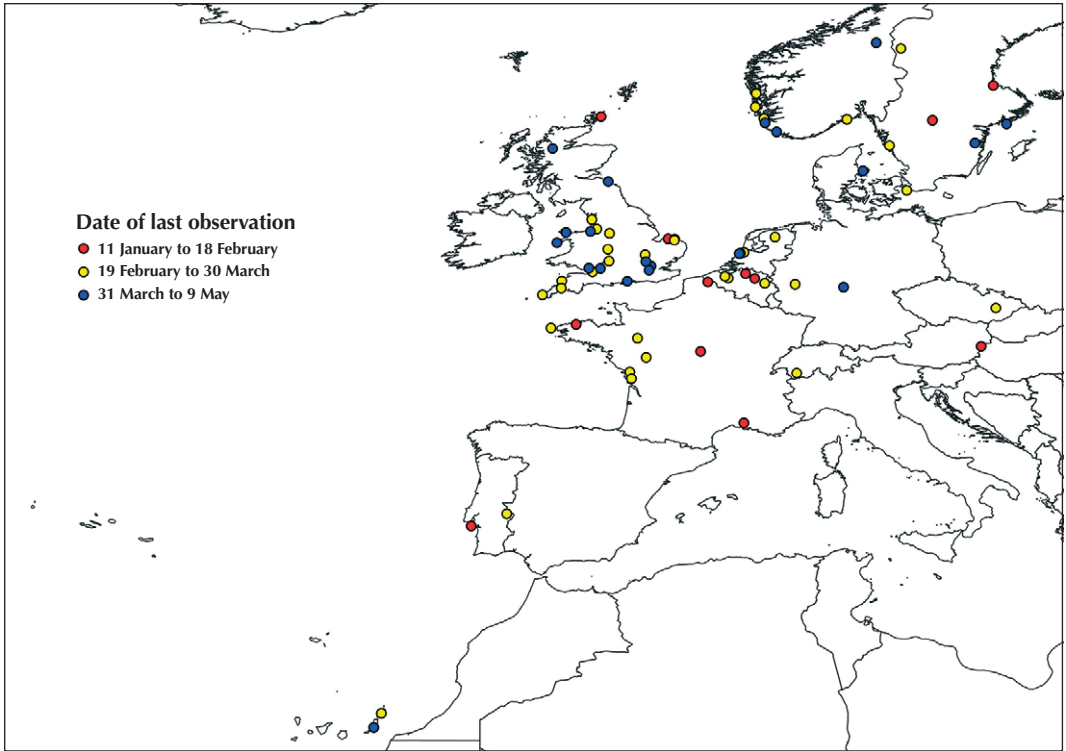 Date of last observation
11 January to 18 February
19 February to 30 March
31 March to 9 May